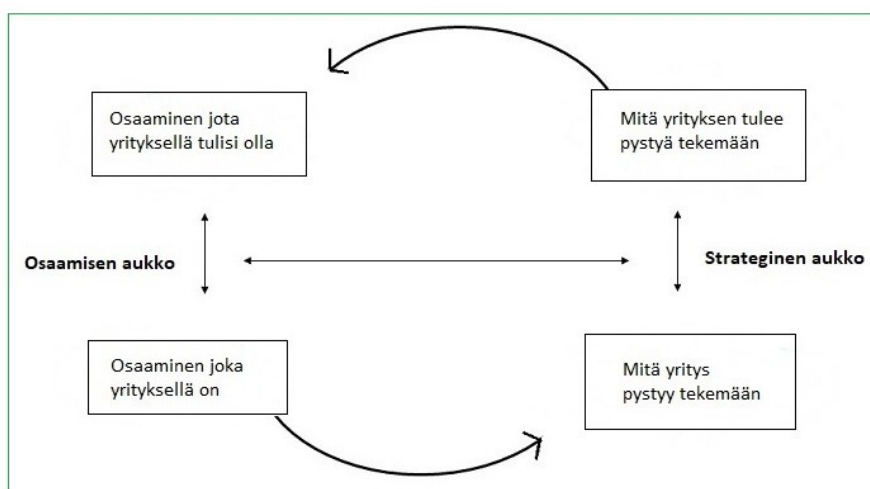 Osaaminen jota
yrityksellä tulisi olla
Mitä yrityksen tulee
pystyä tekemään
Osaamisen aukko
Strateginen aukko
Osaaminen joka
yrityksellä on
Mitä yritys
pystyy tekemään